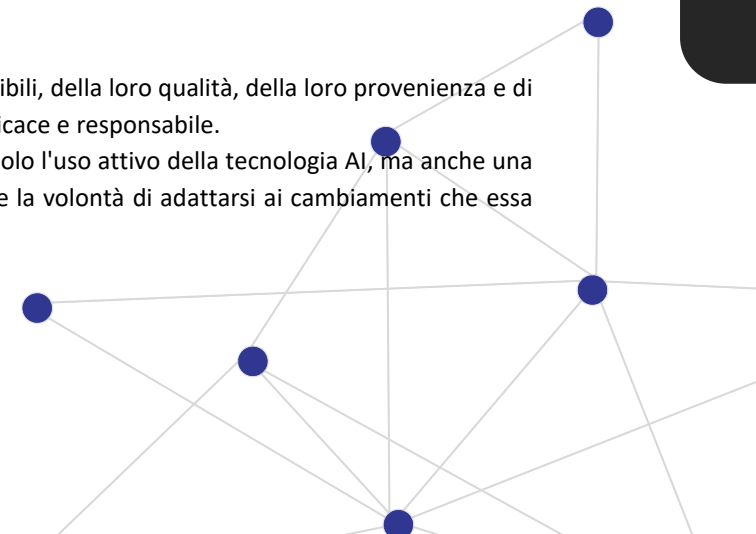 ibili, della loro qualità, della loro provenienza e di
icace e responsabile.
olo l'uso attivo della tecnologia AI, ma anche una
e la volontà di adattarsi ai cambiamenti che essa